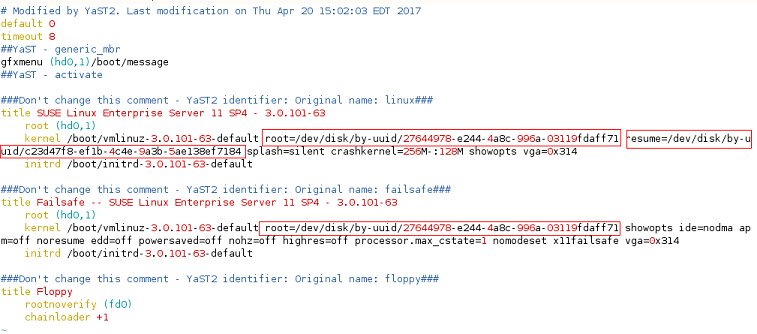 # Modified by YaST2. Last modification on Thu Apr 20 15:02:03 EDT 2017
default 0
timeout 8
##YaST - generic_mbr
gfxmenu (hd0,1)/boot/message
##YaST - activate
###Don't change this comment - YaST2 identifier: Original name: linux###
title SUSE Linux Enterprise Server 11 SP4 - 3.0.101-63
    root (hd0,1)
    kernel /boot/vmlinuz-3.0.101-63-default root=/dev/disk/by-uuid/27644978-e244-4a8c-996a-03119fdaff71 resume=/dev/disk/by-u
uid/c23d47f8-ef1b-4c4e-9a3b-5ae138ef7184 splash=silent crashkernel=256M-:128M showopts vga=0x314
    initrd /boot/initrd-3.0.101-63-default
###Don't change this comment - YaST2 identifier: Original name: failsafe###
title Failsafe -- SUSE Linux Enterprise Server 11 SP4 - 3.0.101-63
    root (hd0,1)
    kernel /boot/vmlinuz-3.0.101-63-default root=/dev/disk/by-uuid/27644978-e244-4a8c-996a-03119fdaff71 showopts ide=nodma ap
m=off noresume edd=off powersaved=off nohz=off highres=off processor.max_cstate=1 nomodeset x11failsafe vga=0x314
    initrd /boot/initrd-3.0.101-63-default
###Don't change this comment - YaST2 identifier: Original name: floppy###
title Floppy
    rootnoverify (fd0)
    chainloader +1
~